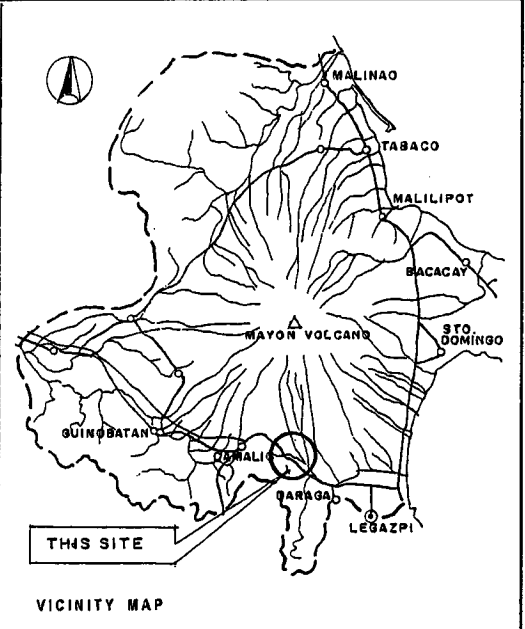 MALINAO
TABACO
MALILIPOT
BACACAY
MAYON VOLCANO
STO.
DOMINGO
GUINOBATAN
CAMALIG
DARAGA
LEGAZPI
THIS SITE
VICINITY MAP